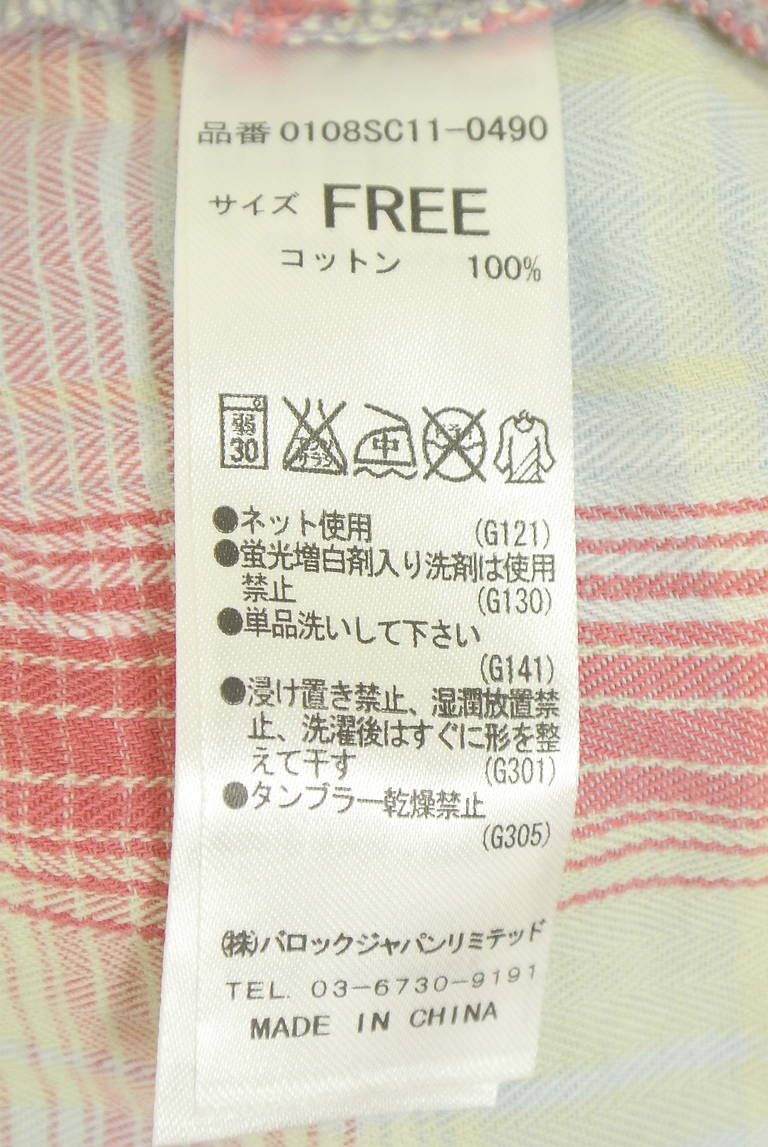 品番 0108SC11-0490
サイズ FREE
コットン 100%
弱
30
中
●ネット使用 (G121)
●蛍光増白剤入り洗剤は使用
禁止 (G130)
●単品洗いして下さい
(G141)
●浸け置き禁止、湿潤放置禁
止、洗濯後はすぐに形を整
えて干す (G301)
●タンブラー乾燥禁止
(G305)
(株)バロックジャパンリミテッド
TEL. 03-6730-9191
MADE IN CHINA